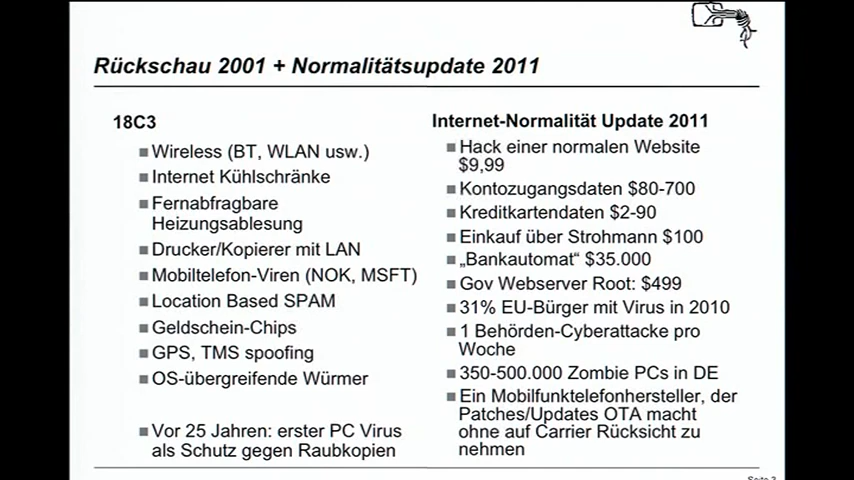 Rückschau 2001 + Normalitätsupdate 2011
18C3
Wireless (BT, WLAN usw.)
Internet Kühlschränke
Fernabfragbare
Heizungsablesung
Drucker/Kopierer mit LAN
Mobiltelefon-Viren (NOK, MSFT)
Location Based SPAM
Geldschein-Chips
GPS, TMS spoofing
OS-übergreifende Würmer
Vor 25 Jahren: erster PC Virus
als Schutz gegen Raubkopien
Internet-Normalität Update 2011
Hack einer normalen Website
$9,99
Kontozugangsdaten $80-700
Kreditkartendaten $2-90
Einkauf über Strohmann $100
„Bankautomat“ $35.000
Gov Webserver Root: $499
31% EU-Bürger mit Virus in 2010
1 Behörden-Cyberattacke pro
Woche
350-500.000 Zombie PCs in DE
Ein Mobilfunktelefonhersteller, der
Patches/Updates OTA macht
ohne auf Carrier Rücksicht zu
nehmen